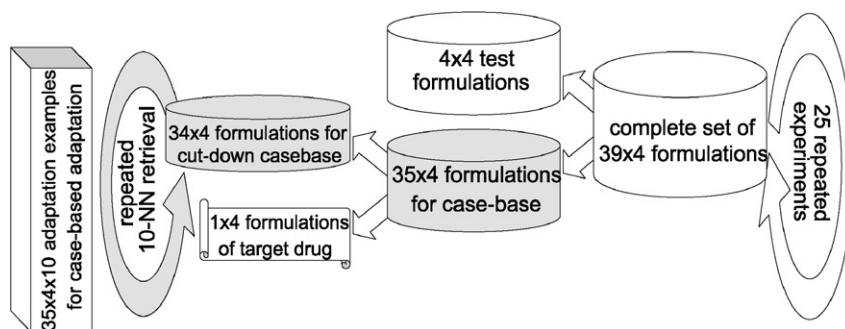 35x4x10 adaptation examples
for case-based adaptation
repeated
10-NN retrieval
34x4 formulations for
cut-down casebase
1x4 formulations
of target drug
4x4 test
formulations
35x4 formulations
for case-base
complete set of
39x4 formulations
25 repeated
experiments